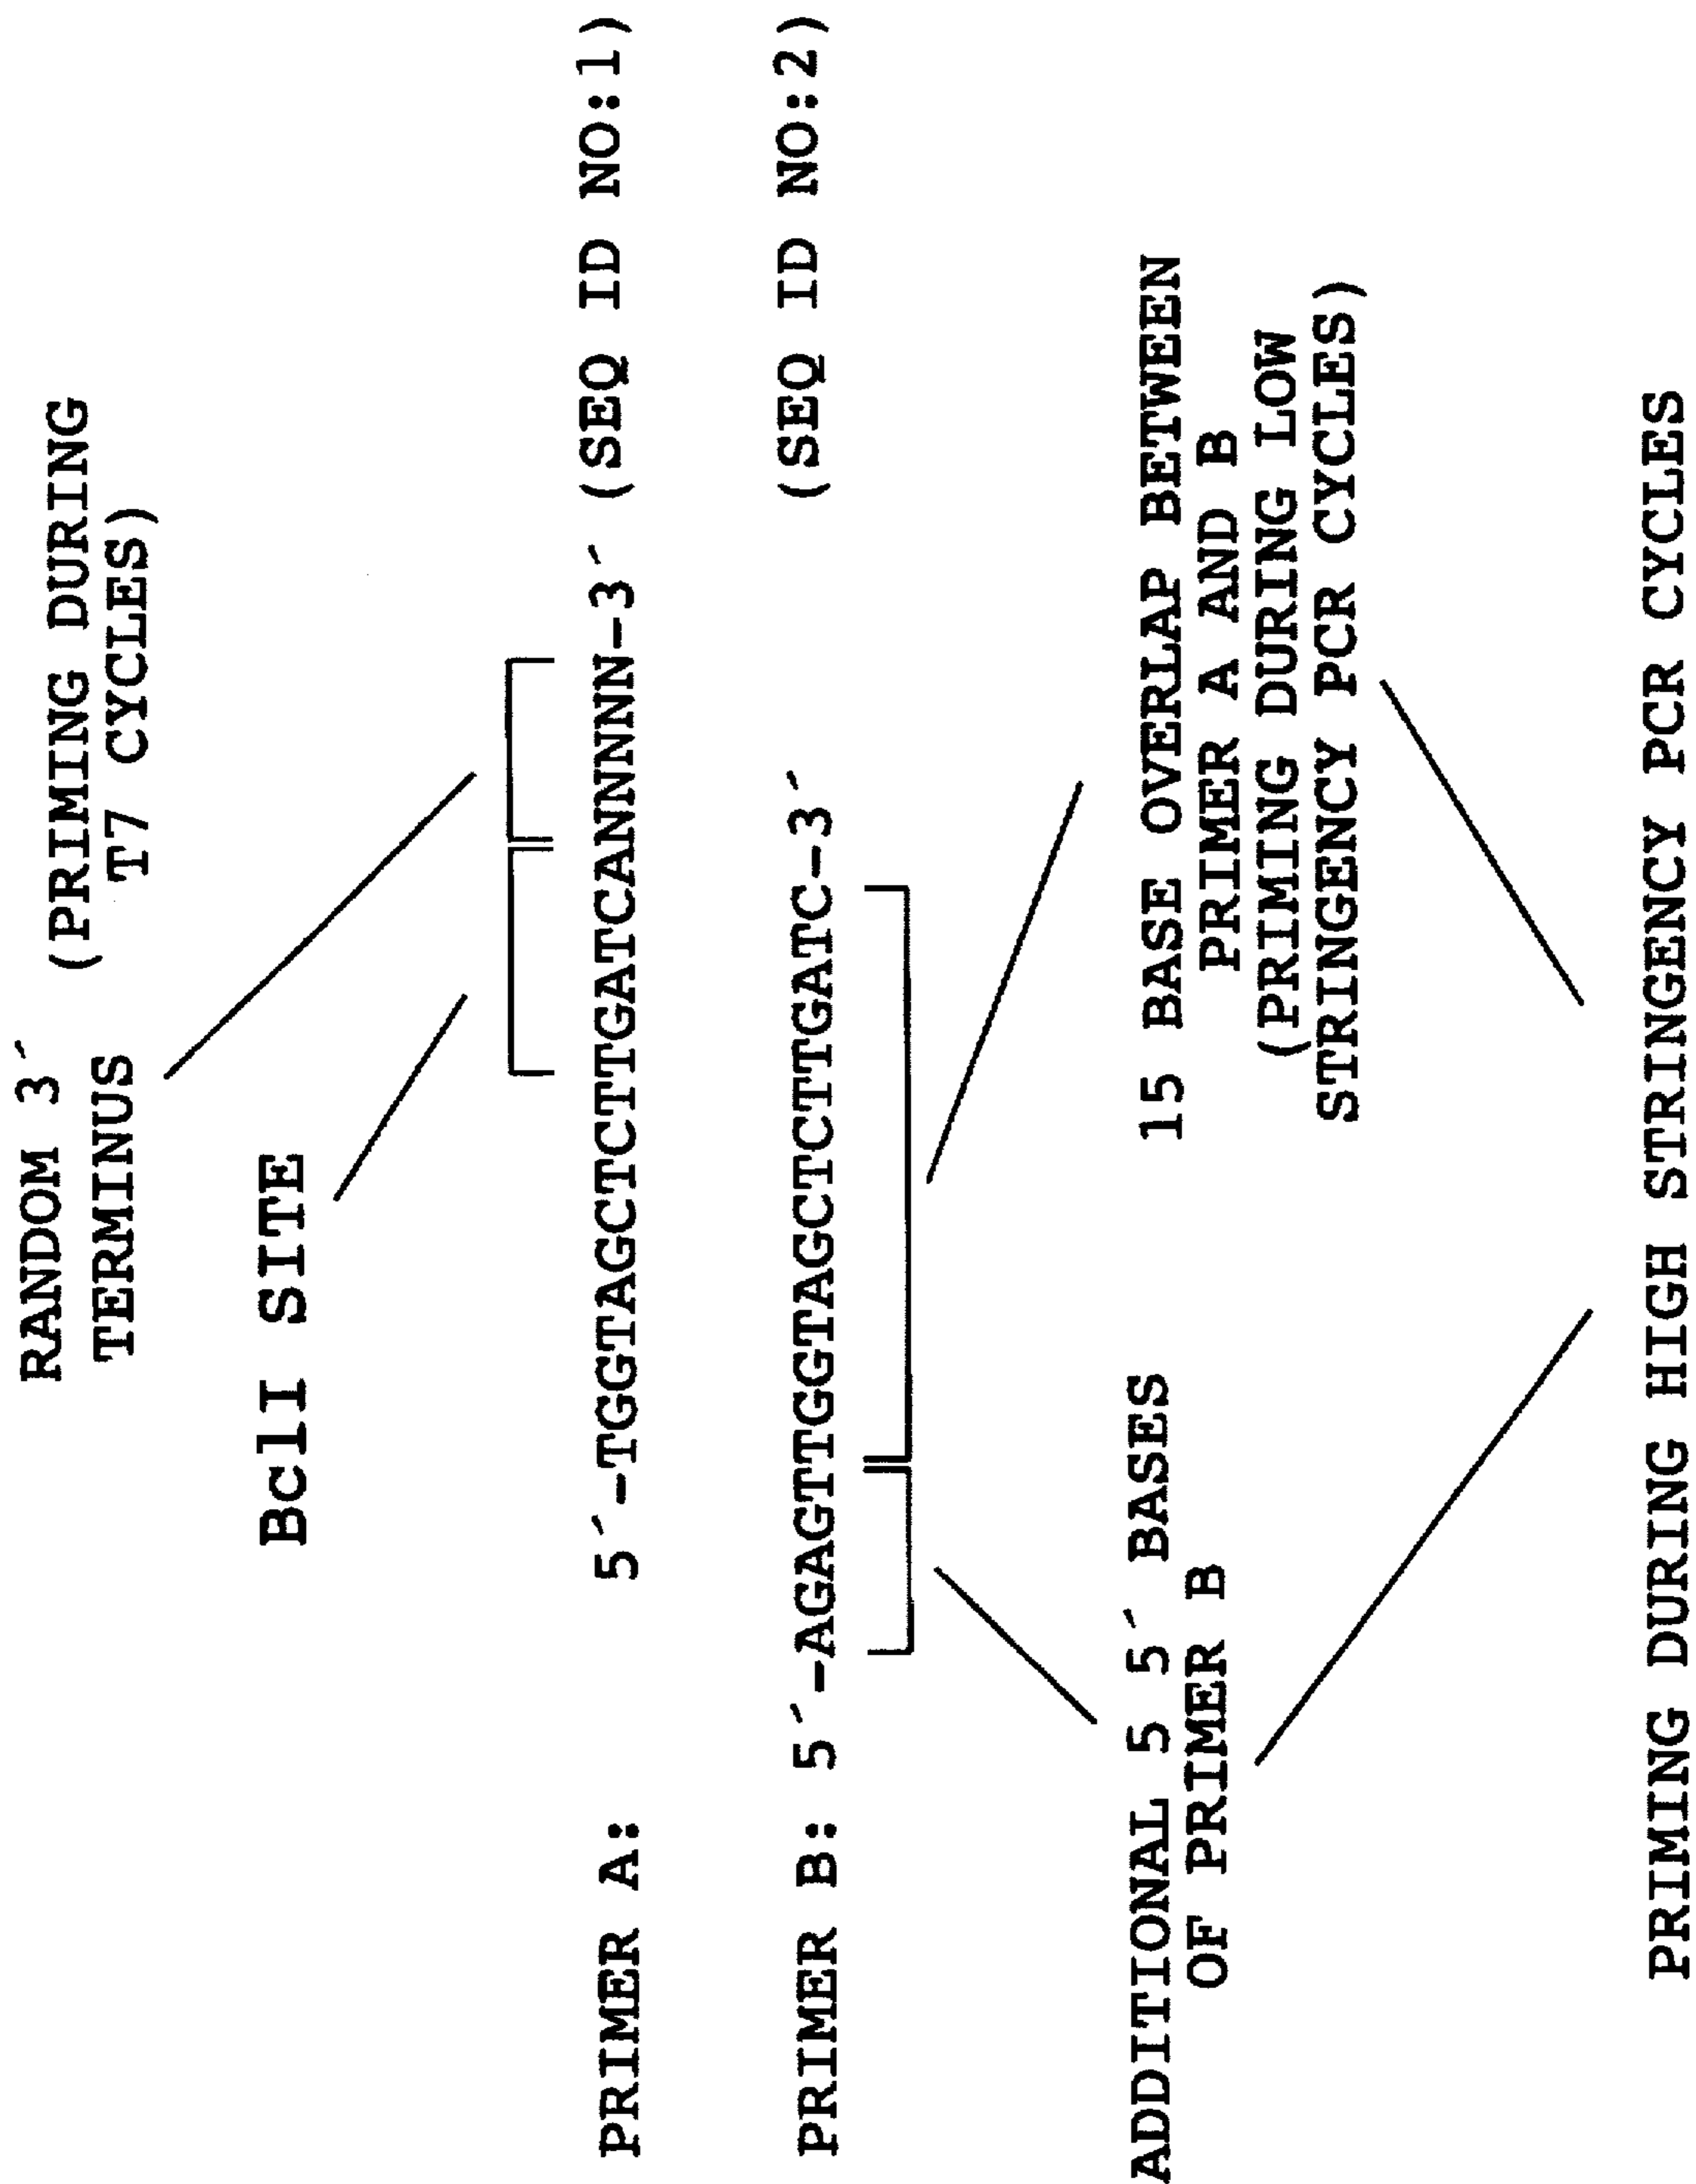 RANDOM 3´ (PRIMING DURING
TERMINUS T7 CYCLES)
BclI SITE
PRIMER A: 5´-TGGTAGCTCTTGATCANNNNN-3´ (SEQ ID NO:1)
PRIMER B: 5´-AGAGTTGGTAGCTCTTGATC-3´ (SEQ ID NO:2)
ADDITIONAL 5 5´ BASES
OF PRIMER B
15 BASE OVERLAP BETWEEN
PRIMER A AND B
(PRIMING DURING LOW
STRINGENCY PCR CYCLES)
PRIMING DURING HIGH STRINGENCY PCR CYCLES